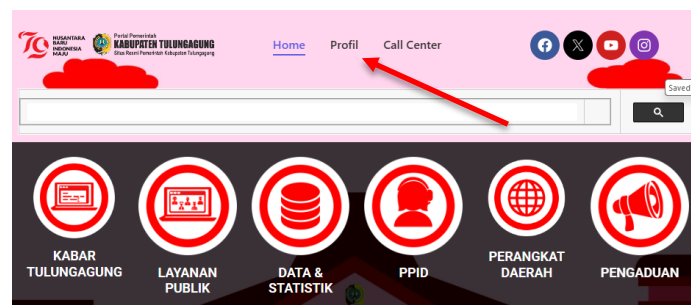 79 NUSANTARA
BARU
INDONESIA
MAJU
Portal Pemerintah
KABUPATEN TULUNGAGUNG
Situs Resmi Pemerintah Kabupaten Tulungagung
Home Profil Call Center
Saved
KABAR
TULUNGAGUNG
LAYANAN
PUBLIK
DATA &
STATISTIK
PPID
PERANGKAT
DAERAH
PENGADUAN